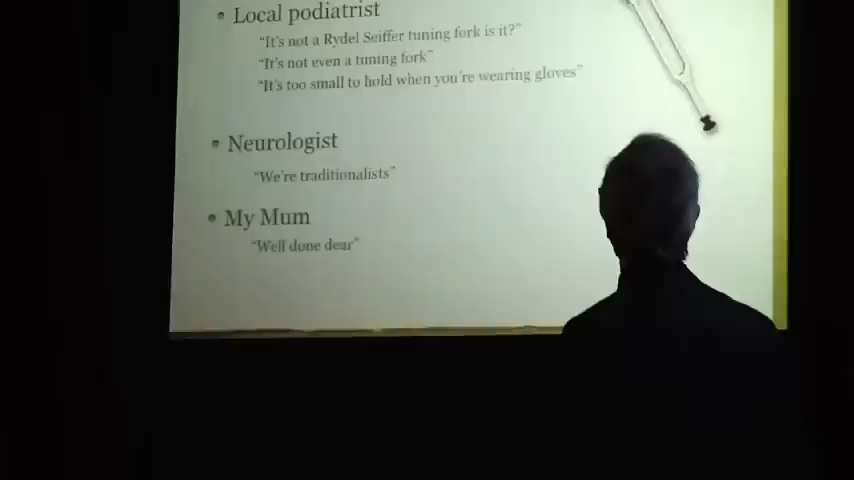 Local podiatrist
“It's not a Rydel Seiffer tuning fork is it?”
“It's not even a tuning fork”
“It's too small to hold when you're wearing gloves”
Neurologist
“We're traditionalists”
My Mum
“Well done dear”